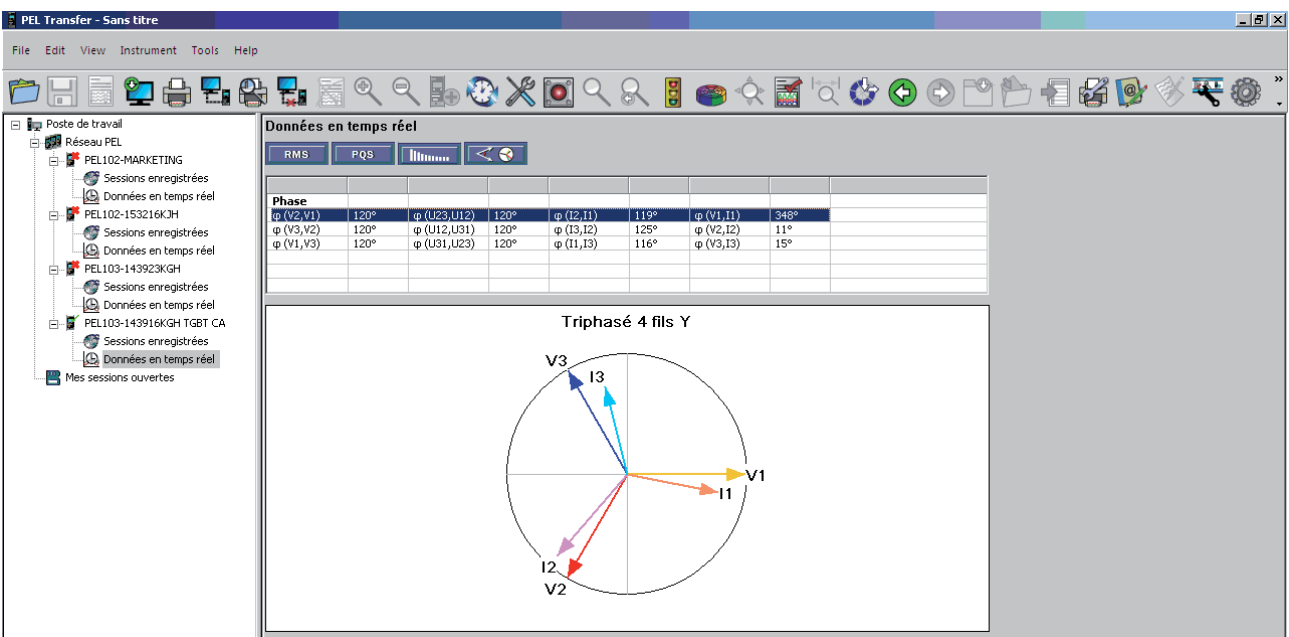 PEL Transfer - Sans titre
File Edit View Instrument Tools Help
Poste de travail
Réseau PEL
PEL102-MARKETING
Sessions enregistrées
Données en temps réel
PEL102-153216KJH
Sessions enregistrées
Données en temps réel
PEL103-143923KGH
Sessions enregistrées
Données en temps réel
PEL103-143916KGH TGBT CA
Sessions enregistrées
Données en temps réel
Mes sessions ouvertes
Données en temps réel
RMS PQS
Phase
φ (V2,V1) 120° φ (U23,U12) 120° φ (I2,I1) 119° φ (V1,I1) 348°
φ (V3,V2) 120° φ (U12,U31) 120° φ (I3,I2) 125° φ (V2,I2) 11°
φ (V1,V3) 120° φ (U31,U23) 120° φ (I1,I3) 116° φ (V3,I3) 15°
Triphasé 4 fils Y
V3
I3
V1
I1
I2
V2